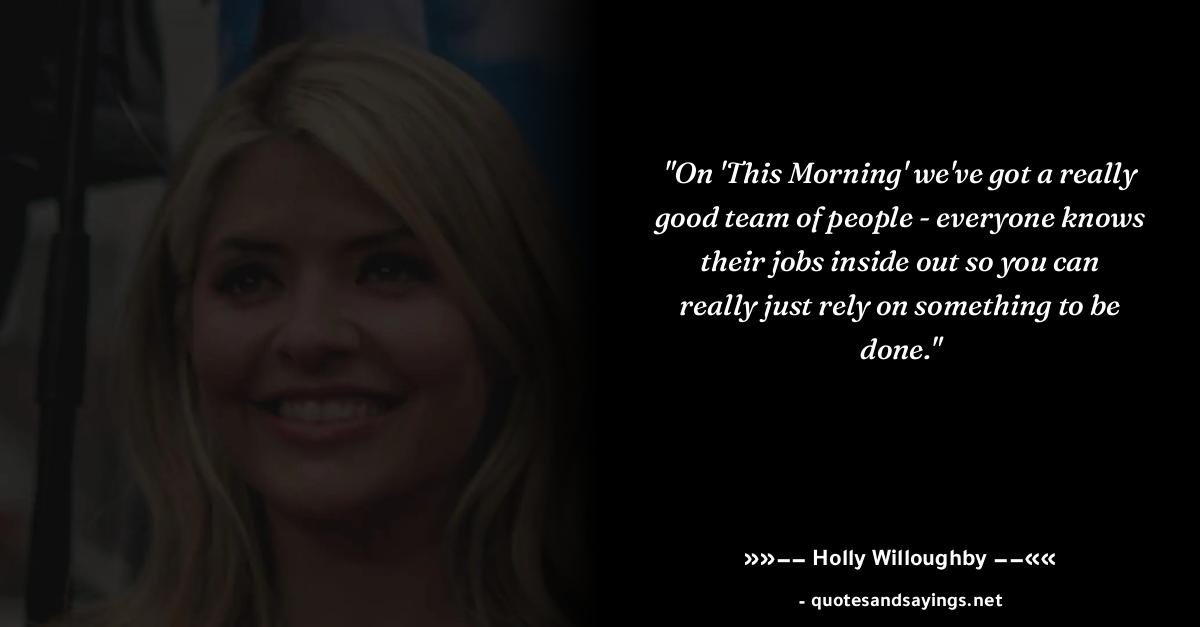 "On 'This Morning' we've got a really
good team of people - everyone knows
their jobs inside out so you can
really just rely on something to be
done."
»»-- Holly Willoughby --««
- quotesandsayings.net